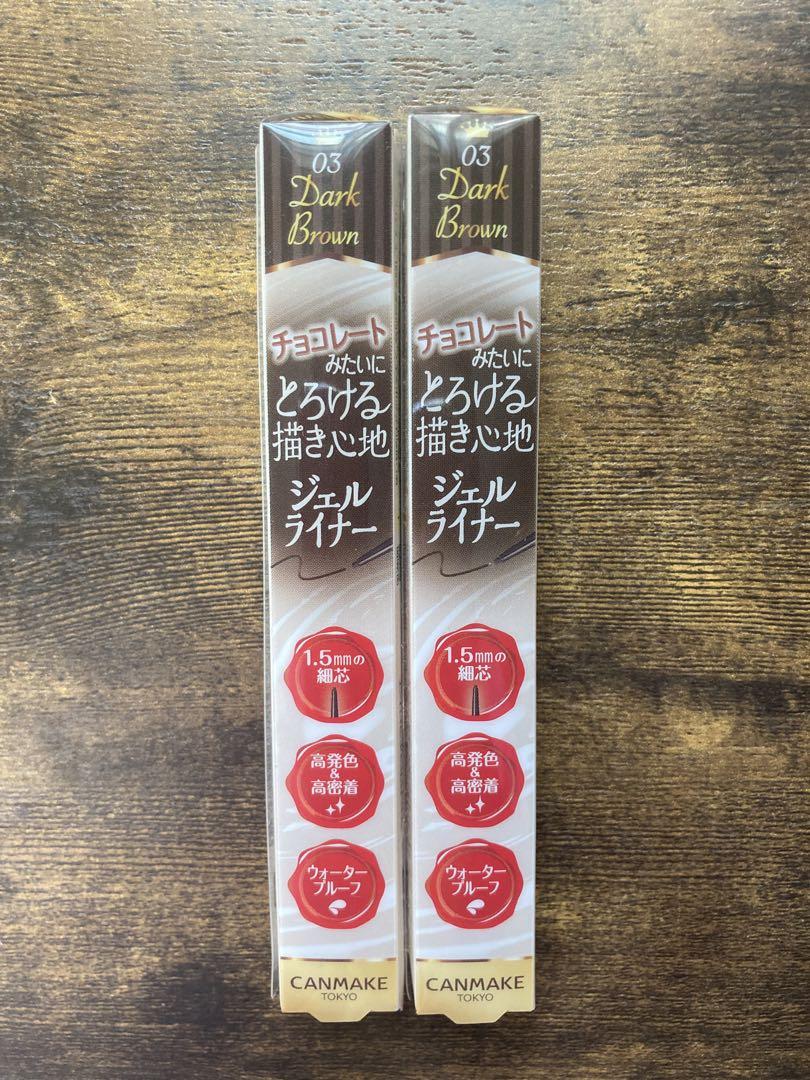 03
Dark
Brown
チョコレート
みたいに
とろける
描き心地
ジェル
ライナー
1.5mmの
細芯
高発色
&
高密着
ウォーター
プルーフ
CANMAKE
TOKYO
03
Dark
Brown
チョコレート
みたいに
とろける
描き心地
ジェル
ライナー
1.5mmの
細芯
高発色
&
高密着
ウォーター
プルーフ
CANMAKE
TOKYO